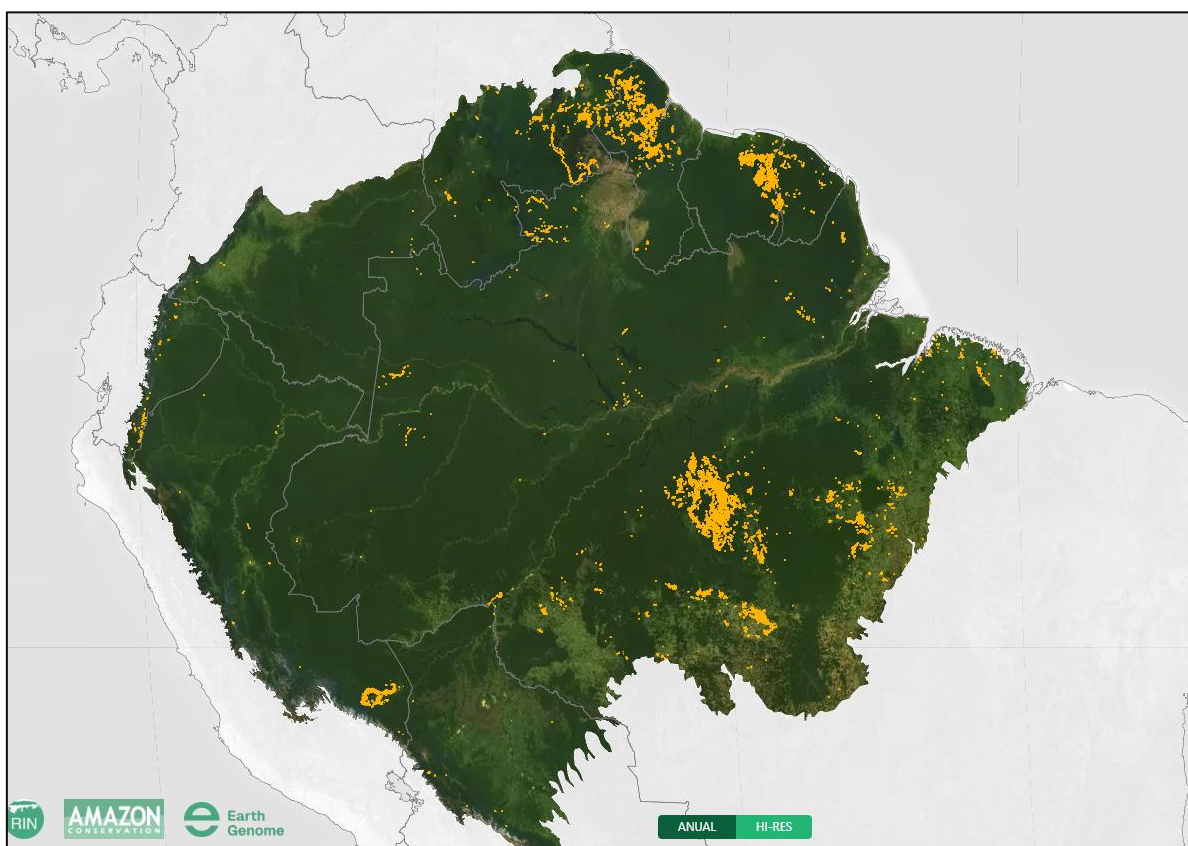 RIN
AMAZON
CONSERVATION
Earth
Genome
ANUAL
HI-RES